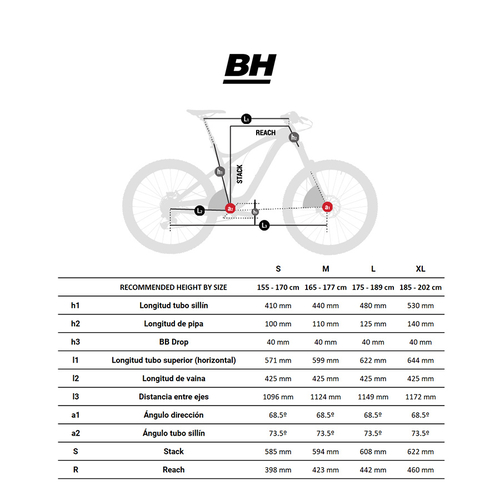 BH
L1
REACH
STACK
S M L XL
RECOMMENDED HEIGHT BY SIZE 155 - 170 cm 165 - 177 cm 175 - 189 cm 185 - 202 cm
h1 Longitud tubo sillín 410 mm 440 mm 480 mm 530 mm
h2 Longitud de pipa 100 mm 110 mm 125 mm 140 mm
h3 BB Drop 40 mm 40 mm 40 mm 40 mm
l1 Longitud tubo superior (horizontal) 571 mm 599 mm 622 mm 644 mm
l2 Longitud de vaina 425 mm 425 mm 425 mm 425 mm
l3 Distancia entre ejes 1096 mm 1124 mm 1149 mm 1172 mm
a1 Ángulo dirección 68.5º 68.5º 68.5º 68.5º
a2 Ángulo tubo sillín 73.5º 73.5º 73.5º 73.5º
S Stack 585 mm 594 mm 608 mm 622 mm
R Reach 398 mm 423 mm 442 mm 460 mm